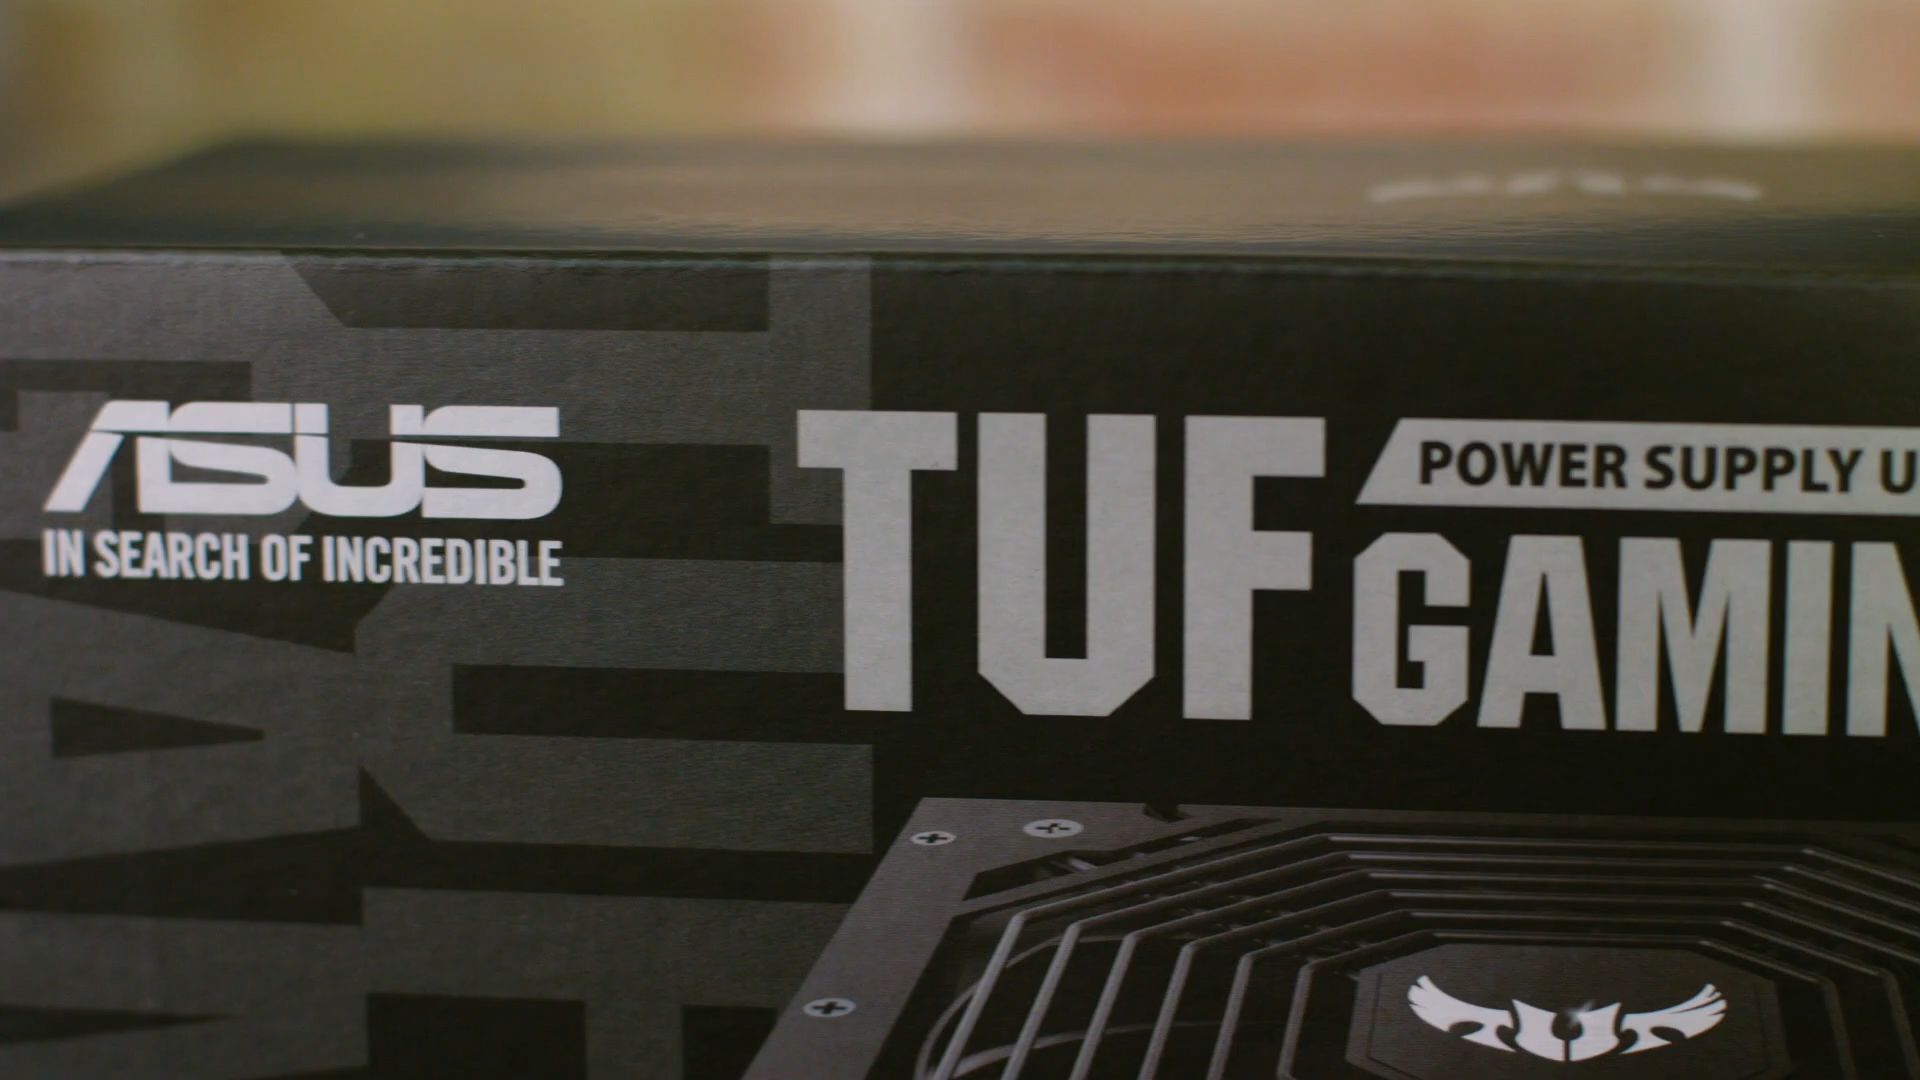 ASUS
IN SEARCH OF INCREDIBLE
TUF
POWER SUPPLY U
GAMIN